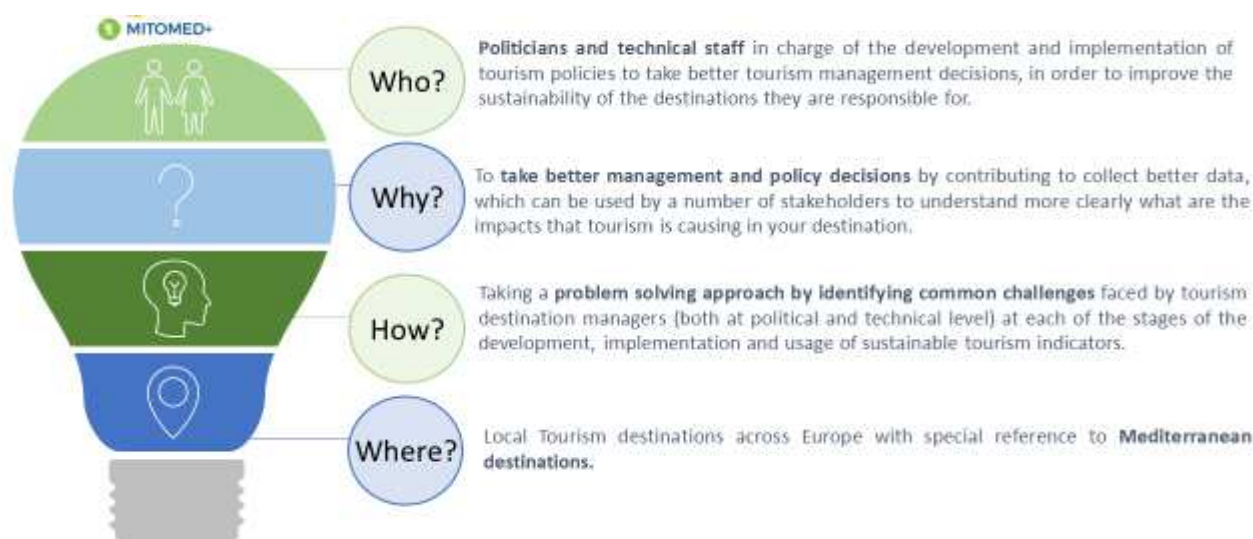 MITOMED+
Who?
Politicians and technical staff in charge of the development and implementation of
tourism policies to take better tourism management decisions, in order to improve the
sustainability of the destinations they are responsible for.
Why?
To take better management and policy decisions by contributing to collect better data,
which can be used by a number of stakeholders to understand more clearly what are the
impacts that tourism is causing in your destination.
How?
Taking a problem solving approach by identifying common challenges faced by tourism
destination managers (both at political and technical level) at each of the stages of the
development, implementation and usage of sustainable tourism indicators.
Where?
Local Tourism destinations across Europe with special reference to Mediterranean
destinations.